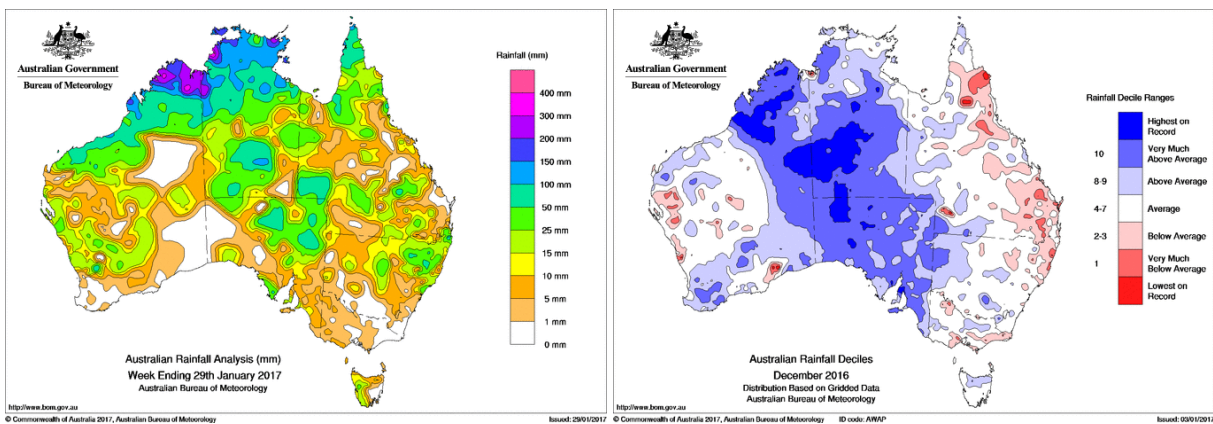 Australian Government
Bureau of Meteorology
Rainfall (mm)
400 mm
300 mm
200 mm
150 mm
100 mm
50 mm
25 mm
15 mm
10 mm
5 mm
1 mm
0 mm
Australian Rainfall Analysis (mm)
Week Ending 29th January 2017
Australian Bureau of Meteorology
http://www.bom.gov.au
© Commonwealth of Australia 2017, Australian Bureau of Meteorology
Issued: 29/01/2017
Australian Government
Bureau of Meteorology
Rainfall Decile Ranges
Highest on
Record
10 Very Much
Above Average
8-9 Above Average
4-7 Average
2-3 Below Average
1 Very Much
Below Average
Lowest on
Record
Australian Rainfall Deciles
December 2016
Distribution Based on Gridded Data
Australian Bureau of Meteorology
http://www.bom.gov.au
© Commonwealth of Australia 2017, Australian Bureau of Meteorology
ID code: AWAP
Issued: 03/01/2017